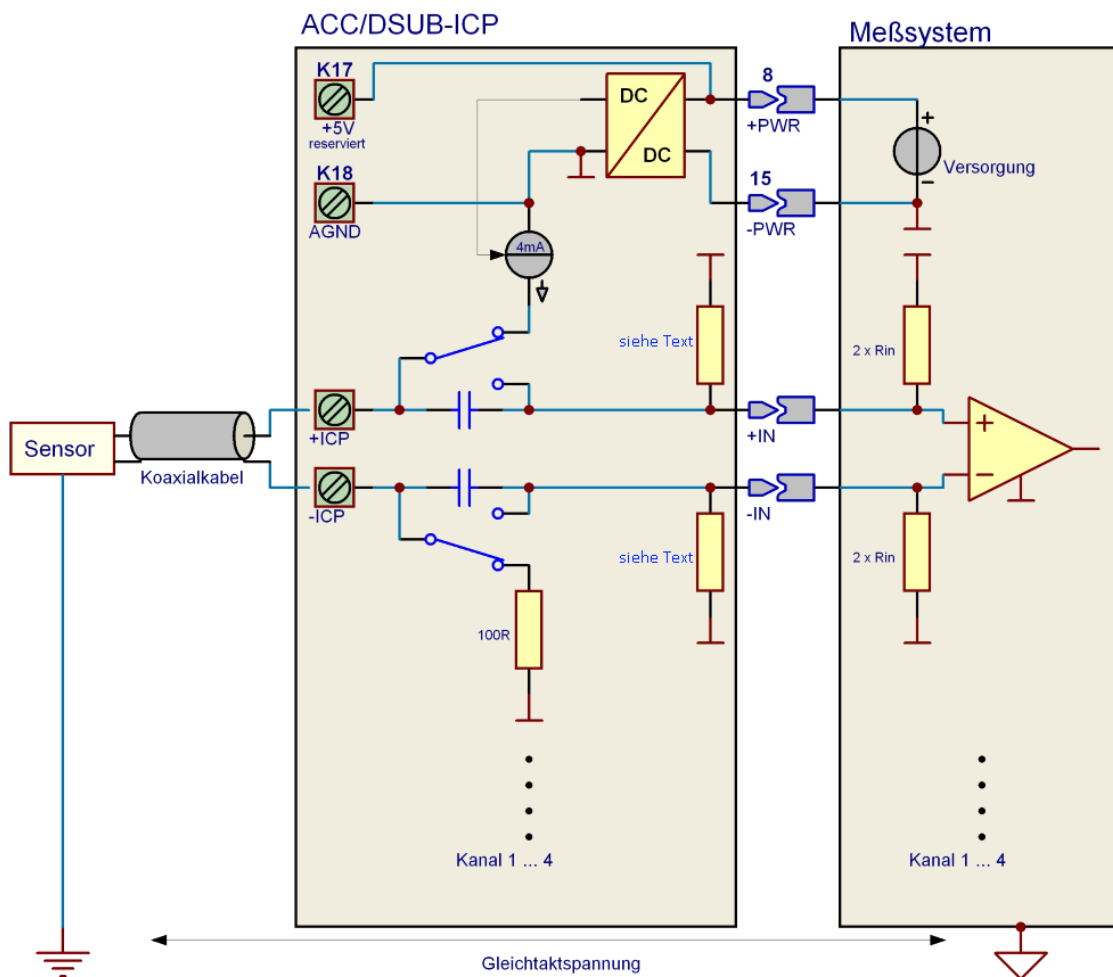 ACC/DSUB-ICP
Meßsystem
K17
+5V
reserviert
K18
AGND
DC
DC
8
+PWR
15
-PWR
+
−
Versorgung
4mA
siehe Text
2 x Rin
+ICP
+IN
+
Sensor
Koaxialkabel
-ICP
-IN
−
siehe Text
2 x Rin
100R
Kanal 1 ... 4
Kanal 1 ... 4
Gleichtaktspannung